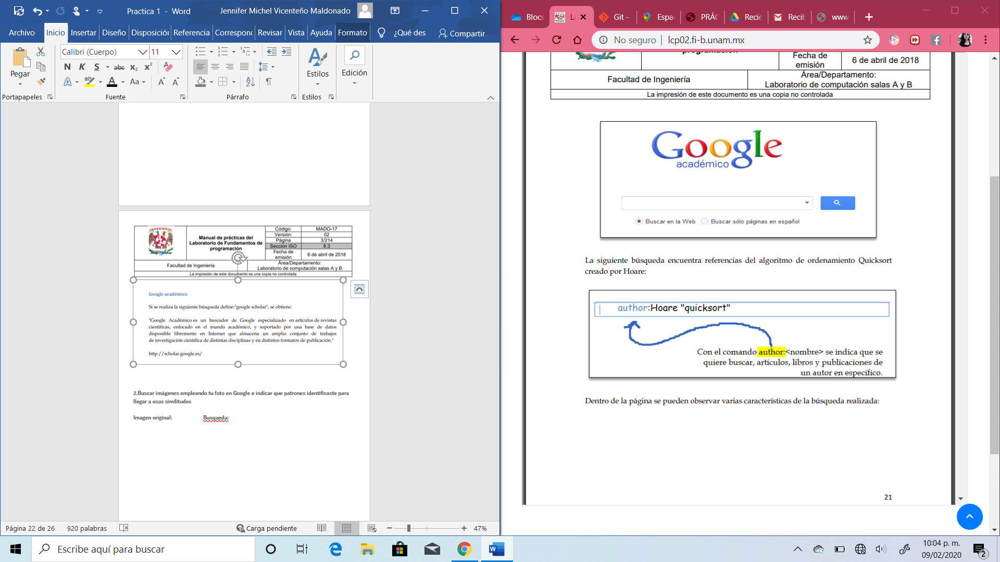 Practica 1 - Word
Jennifer Michel Vicenteño Maldonado
Archivo Inicio Insertar Diseño Disposición Referencia Correspond Revisar Vista Ayuda Formato ¿Qué des Compartir
Pegar
Calibri (Cuerpo) 11
N K S abc x₂ x²
A ab A Aa A A
Estilos
Edición
Portapapeles Fuente Párrafo Estilos
Código: MADO-17
Versión: 02
Página 3/214
Sección ISO 8.3
Fecha de emisión 6 de abril de 2018
Manual de prácticas del
Laboratorio de Fundamentos de
programación
Facultad de Ingeniería
Área/Departamento:
Laboratorio de computación salas A y B
La impresión de este documento es una copia no controlada
Google académico
Si se realiza la siguiente búsqueda define:"google scholar", se obtiene:
"Google Académico es un buscador de Google especializado en artículos de revistas
científicas, enfocado en el mundo académico, y soportado por una base de datos
disponible libremente en Internet que almacena un amplio conjunto de trabajos
de investigación científica de distintas disciplinas y en distintos formatos de publicación."
http://scholar.google.es/
2.Buscar imágenes empleando tu foto en Google e indicar que patrones identificaste para
llegar a esas similitudes
Imagen original: Busqueda:
Página 22 de 26 920 palabras Carga pendiente 47%
Blocs Git - Espa PRÁC Recie Recib www
No seguro | lcp02.fi-b.unam.mx
programación
Fecha de
emisión
6 de abril de 2018
Facultad de Ingeniería
Área/Departamento:
Laboratorio de computación salas A y B
La impresión de este documento es una copia no controlada
Google
académico
Buscar en la Web Buscar sólo páginas en español
La siguiente búsqueda encuentra referencias del algoritmo de ordenamiento Quicksort
creado por Hoare:
author:Hoare "quicksort"
Con el comando author:<nombre> se indica que se
quiere buscar, artículos, libros y publicaciones de
un autor en específico.
Dentro de la página se pueden observar varias características de la búsqueda realizada:
21
Escribe aquí para buscar
10:04 p. m.
09/02/2020
2